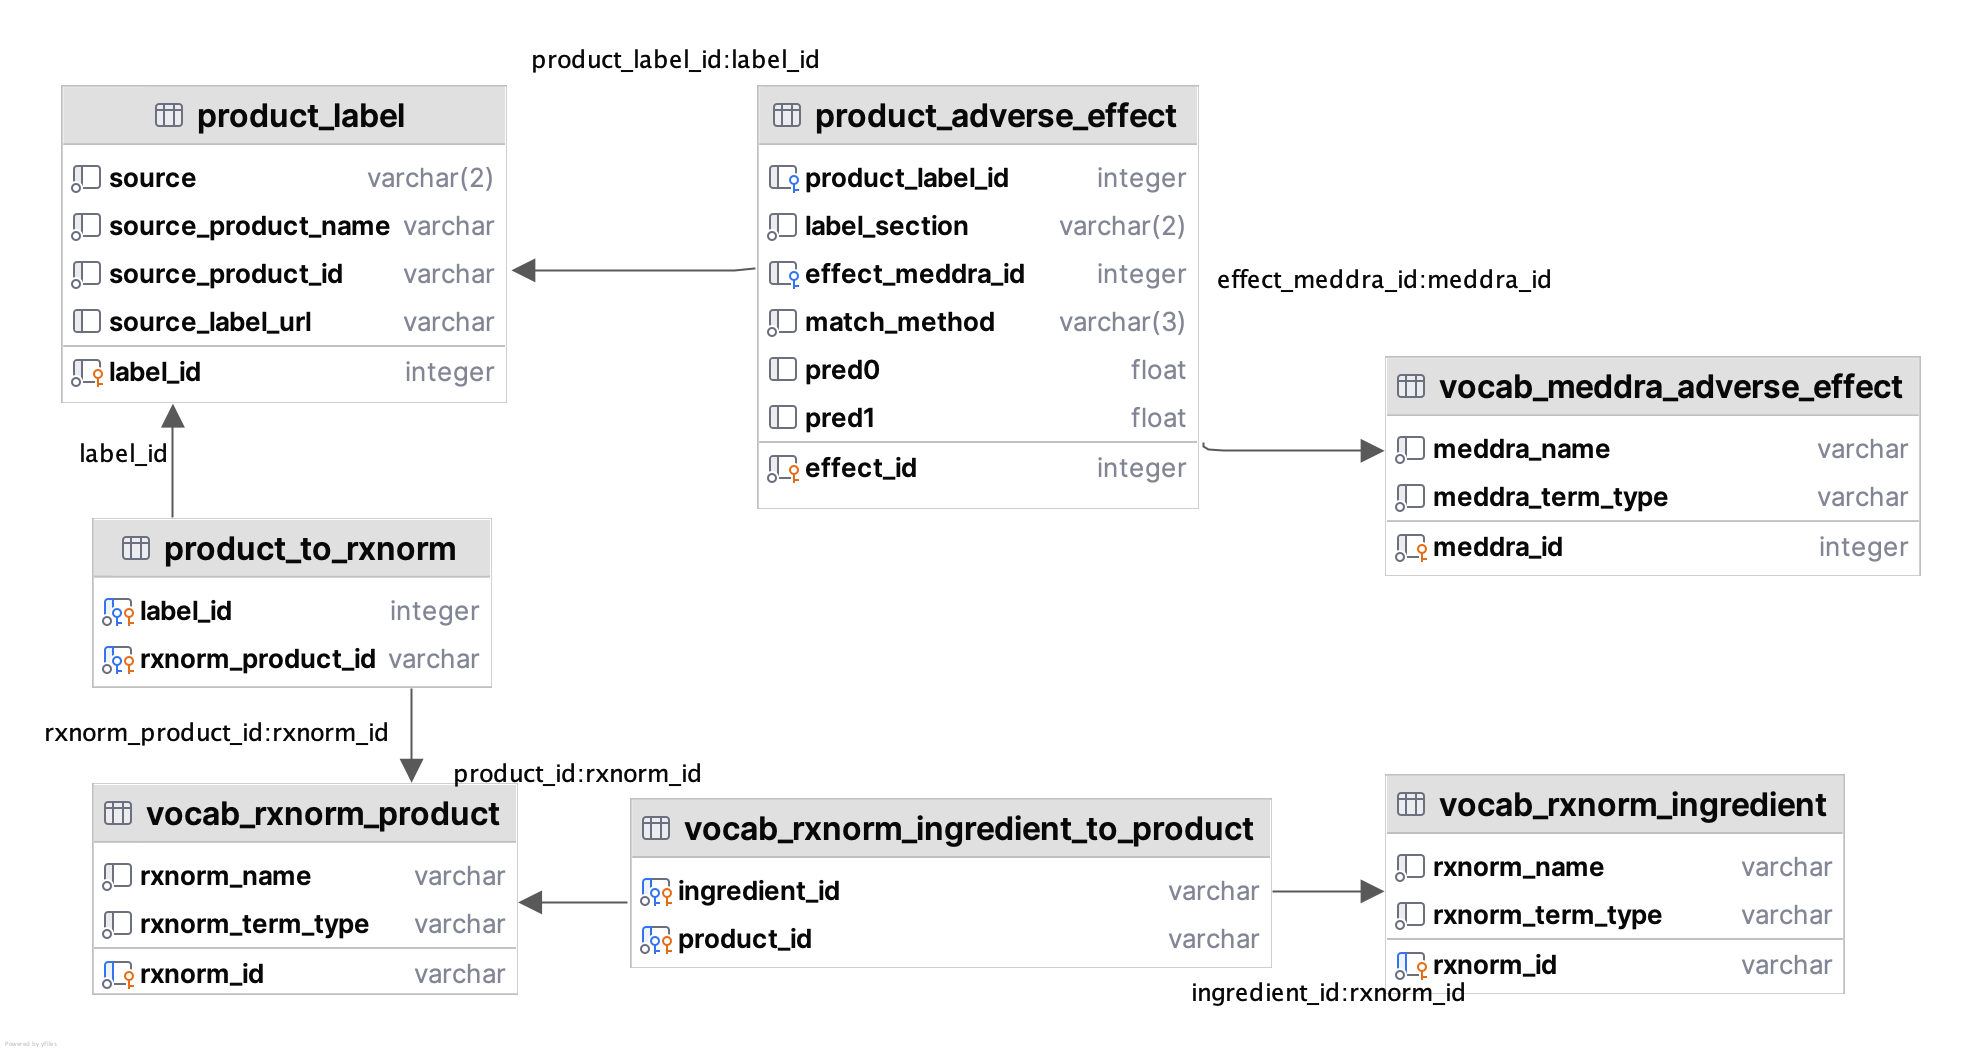 product_label_id:label_id
product_label
source varchar(2)
source_product_name varchar
source_product_id varchar
source_label_url varchar
label_id integer
product_adverse_effect
product_label_id integer
label_section varchar(2)
effect_meddra_id integer
match_method varchar(3)
pred0 float
pred1 float
effect_id integer
effect_meddra_id:meddra_id
vocab_meddra_adverse_effect
meddra_name varchar
meddra_term_type varchar
meddra_id integer
label_id
product_to_rxnorm
label_id integer
rxnorm_product_id varchar
rxnorm_product_id:rxnorm_id
product_id:rxnorm_id
vocab_rxnorm_product
rxnorm_name varchar
rxnorm_term_type varchar
rxnorm_id varchar
vocab_rxnorm_ingredient_to_product
ingredient_id varchar
product_id varchar
vocab_rxnorm_ingredient
rxnorm_name varchar
rxnorm_term_type varchar
rxnorm_id varchar
ingredient_id:rxnorm_id
Powered by yFiles